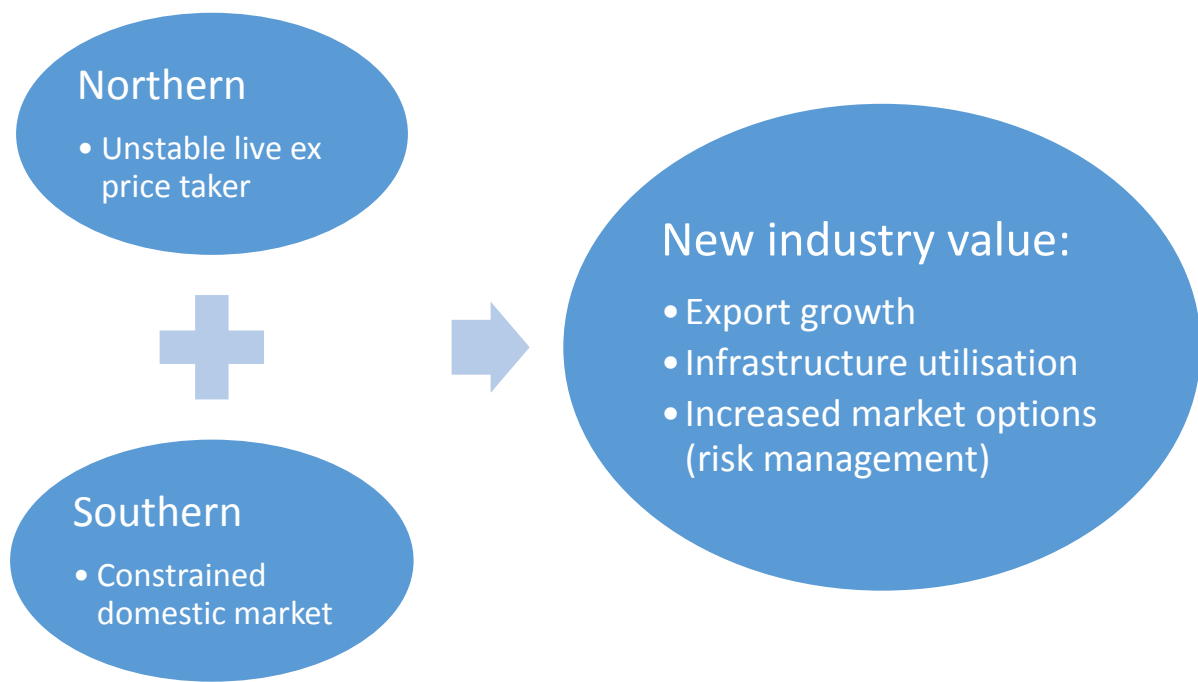 Northern
• Unstable live ex
price taker
Southern
• Constrained
domestic market
New industry value:
• Export growth
• Infrastructure utilisation
• Increased market options
(risk management)